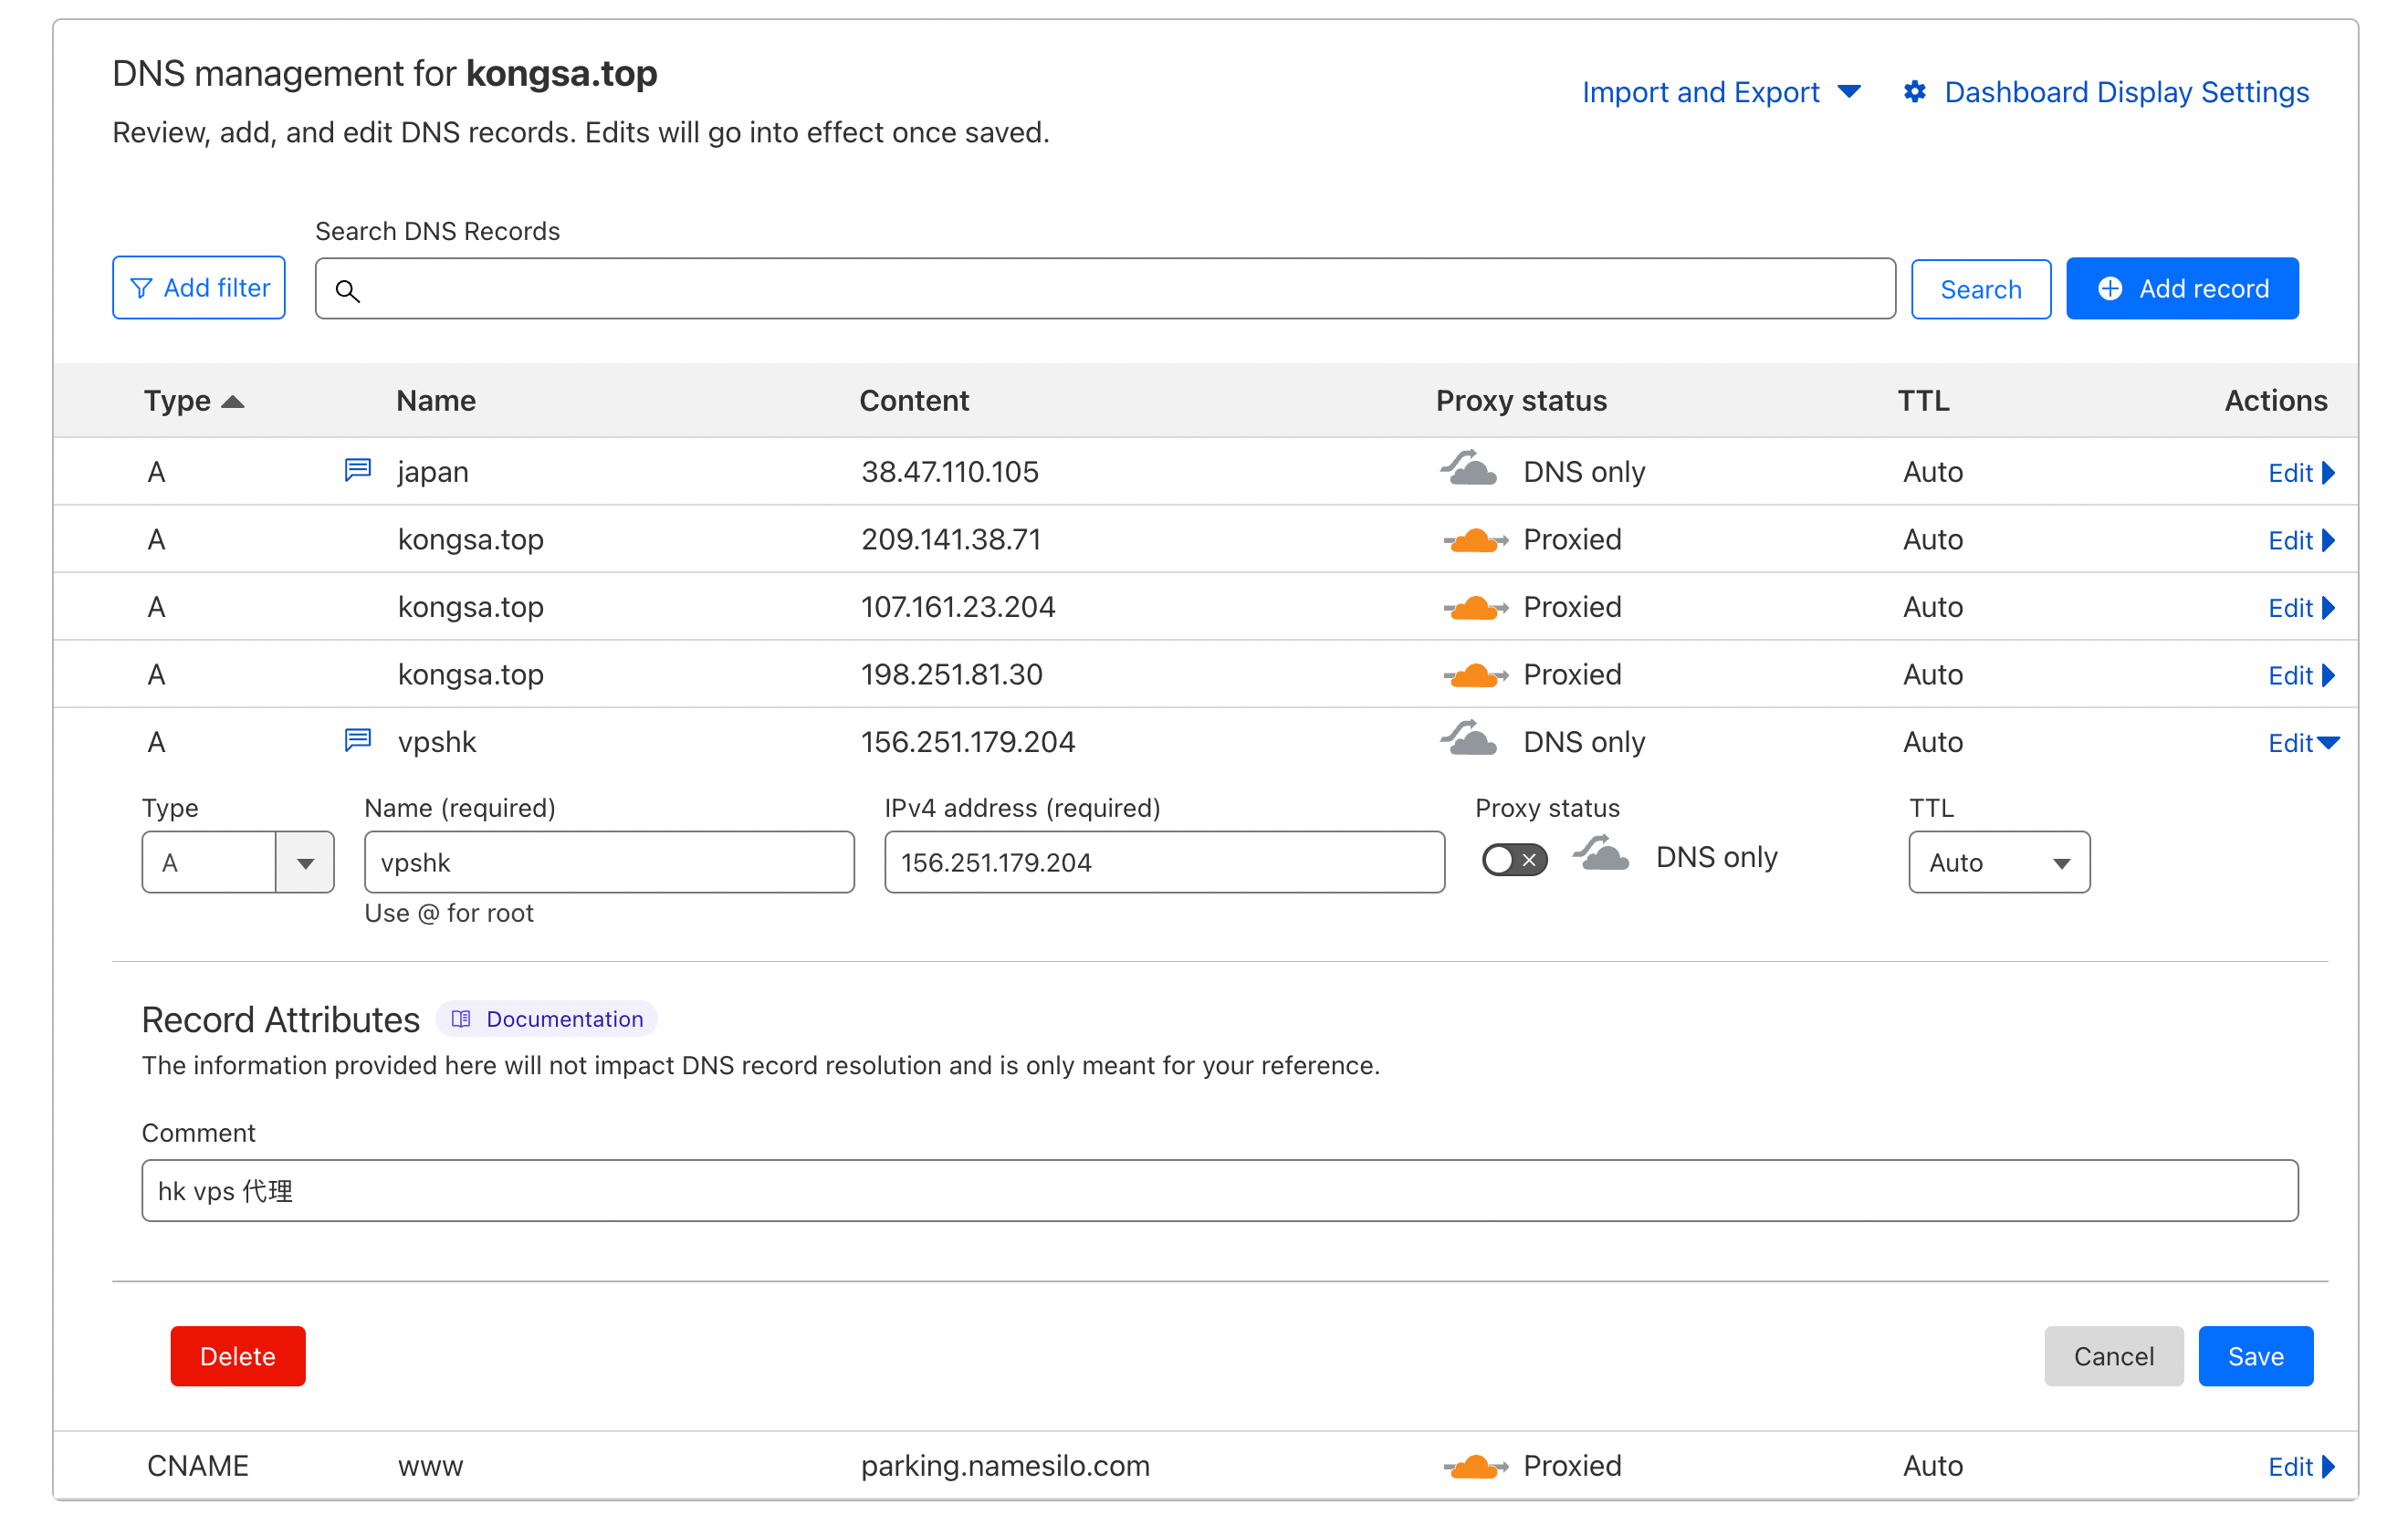 DNS management for kongsa.top
Import and Export
Dashboard Display Settings
Review, add, and edit DNS records. Edits will go into effect once saved.
Search DNS Records
Add filter
Search
Add record
Type Name Content Proxy status TTL Actions
A japan 38.47.110.105 DNS only Auto Edit
A kongsa.top 209.141.38.71 Proxied Auto Edit
A kongsa.top 107.161.23.204 Proxied Auto Edit
A kongsa.top 198.251.81.30 Proxied Auto Edit
A vpshk 156.251.179.204 DNS only Auto Edit
Type Name (required) IPv4 address (required) Proxy status TTL
A vpshk 156.251.179.204 DNS only Auto
Use @ for root
Record Attributes Documentation
The information provided here will not impact DNS record resolution and is only meant for your reference.
Comment
hk vps 代理
Delete Cancel Save
CNAME www parking.namesilo.com Proxied Auto Edit